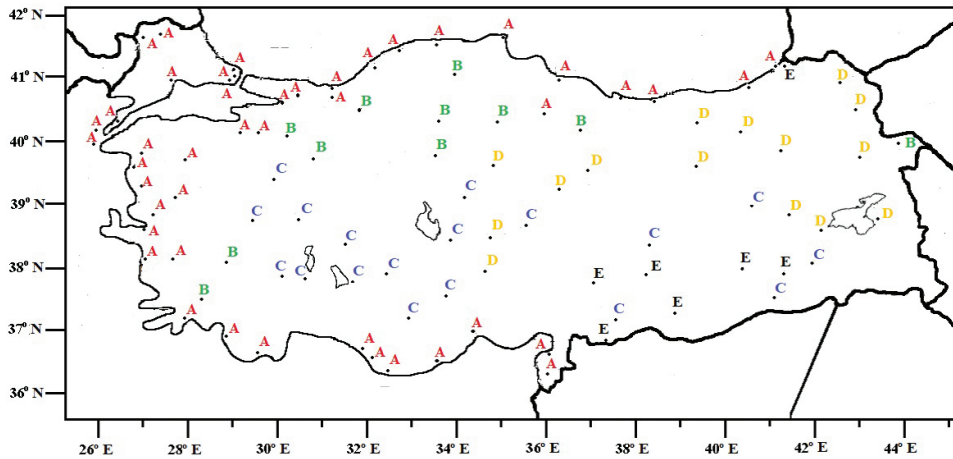 42° N
A
A
A A
A
A A
B A
A A 41° N E D
A A A A A
A A A D
B A
A B B D D
A A A B B
A A 40° N D B
B B D
A D D D
A C
A C D
A 39° N C
A C C D D
A C D
C D
C C
A A B C
D E E
38° N C C C C E E
B C C
A C C E
37° N A A E
A A A
A
A A
36° N
26° E 28° E 30° E 32° E 34° E 36° E 38° E 40° E 42° E 44° E